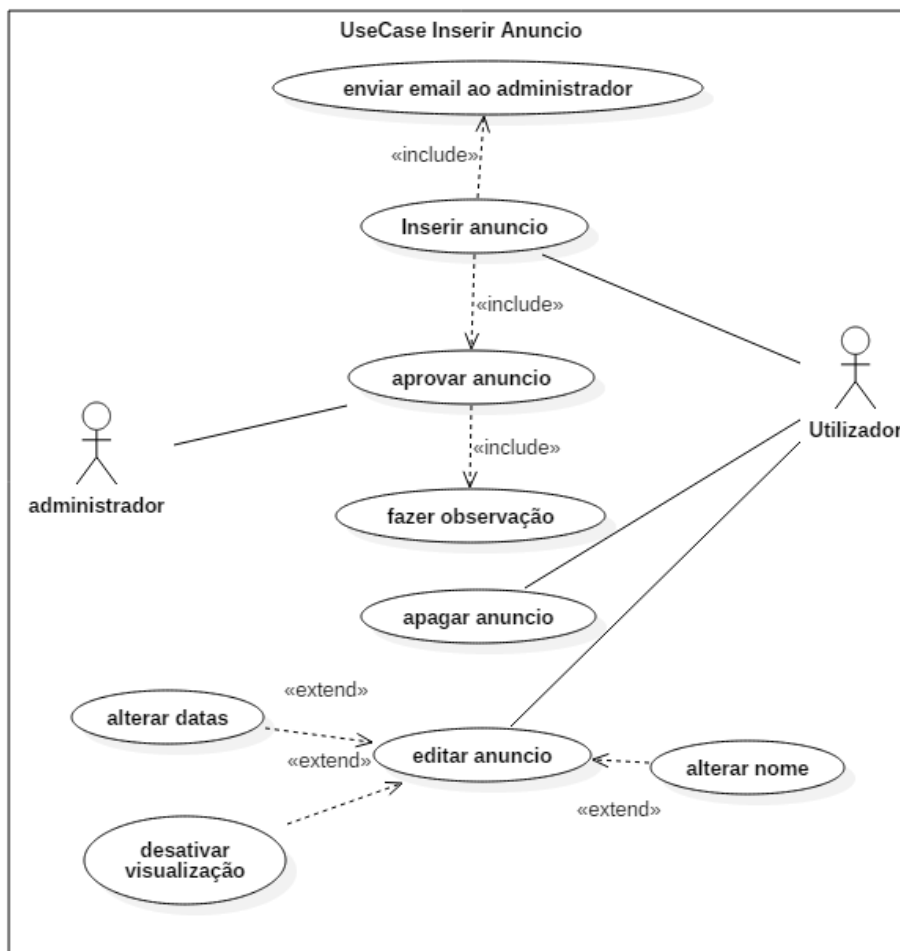 UseCase Inserir Anuncio
enviar email ao administrador
«include»
Inserir anuncio
«include»
aprovar anuncio
Utilizador
«include»
administrador
fazer observação
apagar anuncio
«extend»
alterar datas
editar anuncio
«extend»
alterar nome
«extend»
desativar
visualização